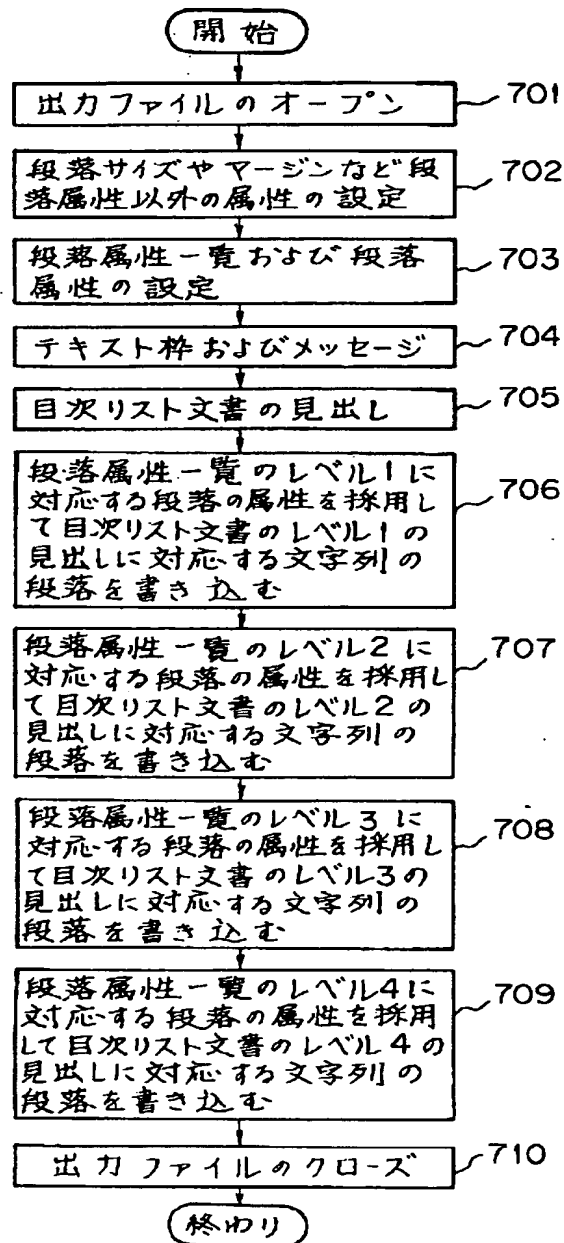 開始
出力ファイルのオープン
701
段落サイズやマージンなど段
落属性以外の属性の設定
702
段落属性一覧および段落
属性の設定
703
テキスト枠およびメッセージ
704
目次リスト文書の見出し
705
段落属性一覧のレベル1に
対応する段落の属性を採用し
て目次リスト文書のレベル1の
見出しに対応する文字列の
段落を書き込む
706
段落属性一覧のレベル2に
対応する段落の属性を採用し
て目次リスト文書のレベル2の
見出しに対応する文字列の
段落を書き込む
707
段落属性一覧のレベル3に
対応する段落の属性を採用し
て目次リスト文書のレベル3の
見出しに対応する文字列の
段落を書き込む
708
段落属性一覧のレベル4に
対応する段落の属性を採用
して目次リスト文書のレベル4の
見出しに対応する文字列の
段落を書き込む
709
出力ファイルのクローズ
710
終わり